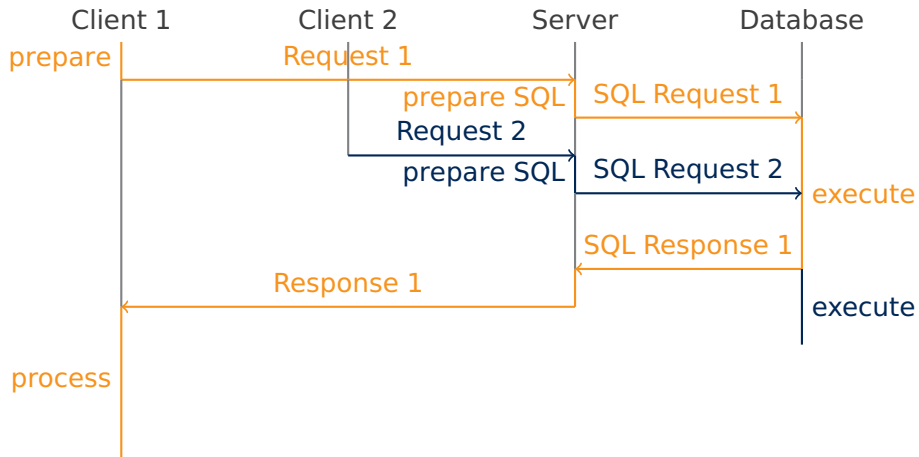 Client 1
Client 2
Server
Database
prepare
Request 1
prepare SQL
SQL Request 1
Request 2
prepare SQL
SQL Request 2
execute
SQL Response 1
Response 1
execute
process